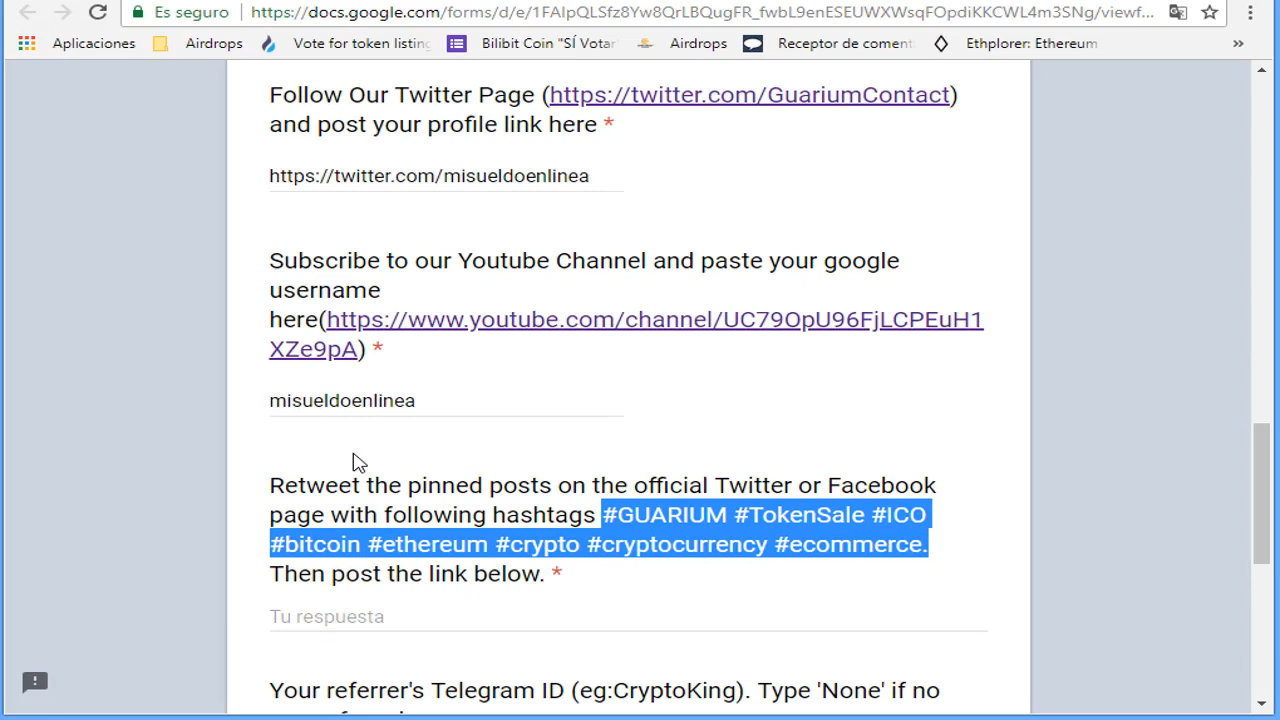 Es seguro
https://docs.google.com/forms/d/e/1FAIpQLSfz8Yw8QrLBQugFR_fwbL9enESEUWXWsqFOpdiKKCWL4m3SNg/viewf...
Aplicaciones Airdrops Vote for token listing Bilibit Coin "SÍ Votar Airdrops Receptor de coment Ethplorer: Ethereum »
Follow Our Twitter Page (https://twitter.com/GuariumContact)
and post your profile link here *
https://twitter.com/misueldoenlinea
Subscribe to our Youtube Channel and paste your google
username
here(https://www.youtube.com/channel/UC79OpU96FjLCPEuH1
XZe9pA) *
misueldoenlinea
Retweet the pinned posts on the official Twitter or Facebook
page with following hashtags #GUARIUM #TokenSale #ICO
#bitcoin #ethereum #crypto #cryptocurrency #ecommerce.
Then post the link below. *
Tu respuesta
Your referrer's Telegram ID (eg:CryptoKing). Type 'None' if no